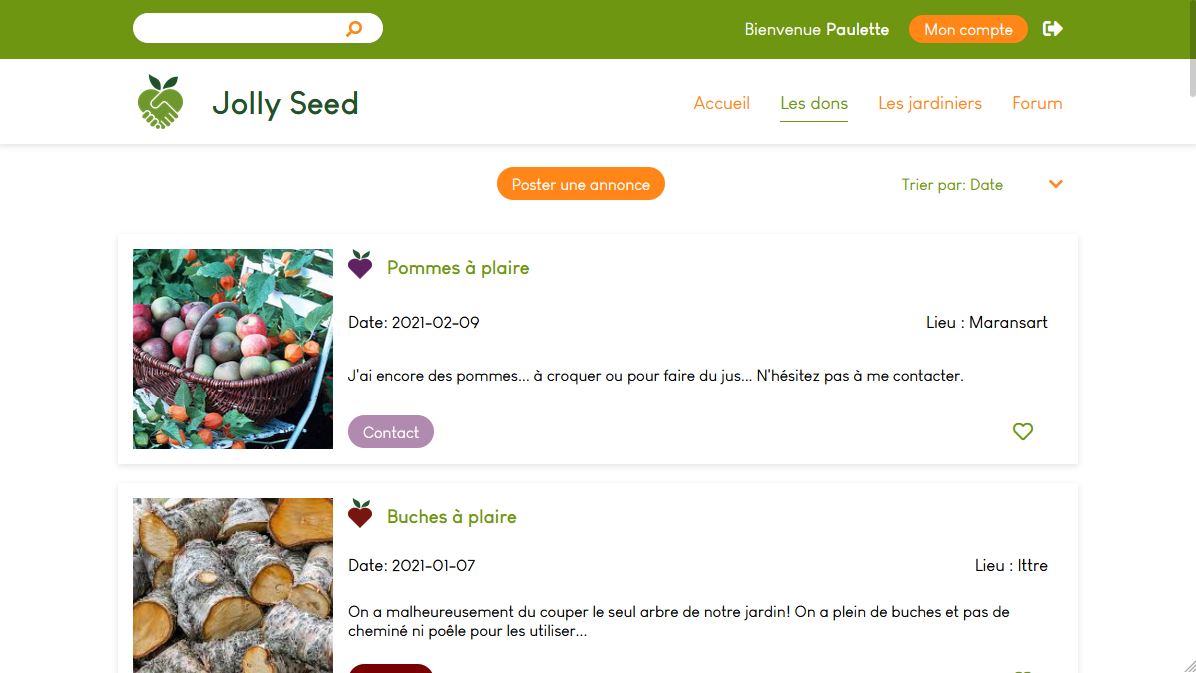 Bienvenue Paulette
Mon compte
Jolly Seed
Accueil
Les dons
Les jardiniers
Forum
Poster une annonce
Trier par: Date
Pommes à plaire
Date: 2021-02-09
Lieu : Maransart
J'ai encore des pommes... à croquer ou pour faire du jus... N'hésitez pas à me contacter.
Contact
Buches à plaire
Date: 2021-01-07
Lieu : Ittre
On a malheureusement du couper le seul arbre de notre jardin! On a plein de buches et pas de
cheminé ni poêle pour les utiliser...